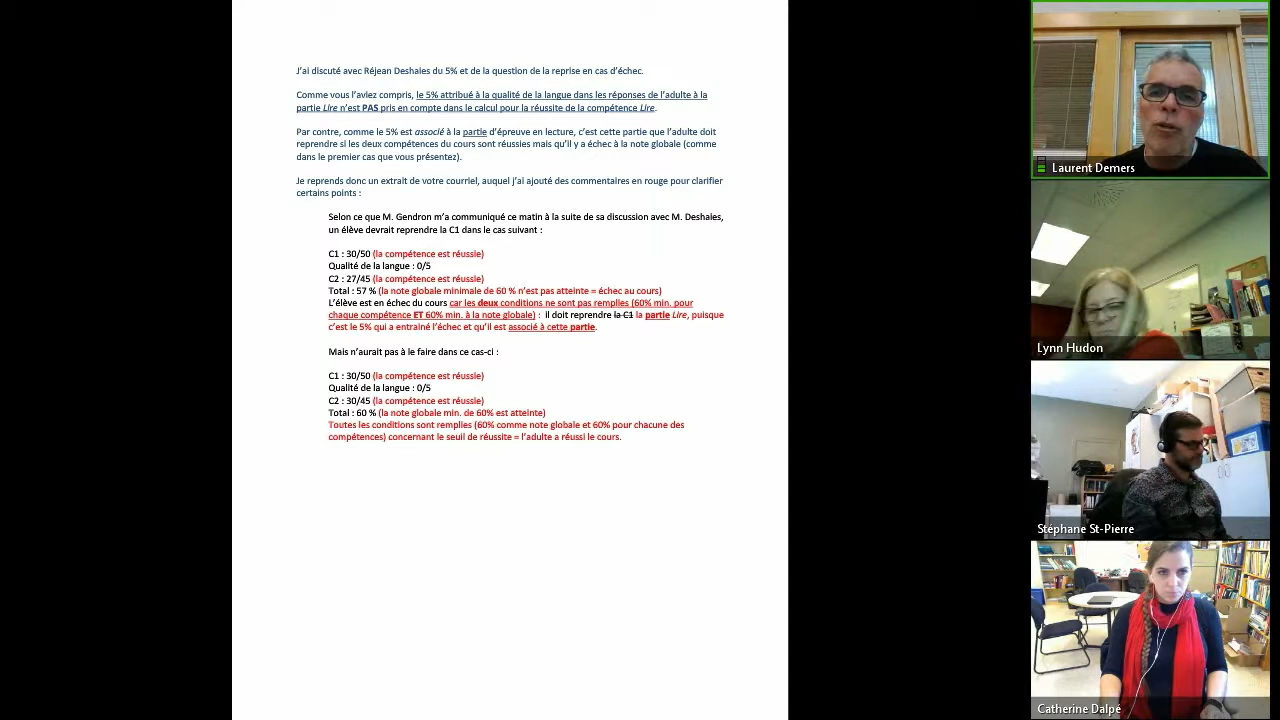 J'ai discuté avec Réjean Deshaies du 5% et de la question de la reprise en cas d'échec.
Comme vous l'aviez compris, le 5% attribué à la qualité de la langue dans les réponses de l'adulte à la
partie Lire n'est PAS pris en compte dans le calcul pour la réussite de la compétence Lire.
Par contre, comme le 5% est associé à la partie d'épreuve en lecture, c'est cette partie que l'adulte doit
reprendre si les deux compétences du cours sont réussies mais qu'il y a échec à la note globale (comme
dans le premier cas que vous présentez).
Je reprends donc un extrait de votre courriel, auquel j'ai ajouté des commentaires en rouge pour clarifier
certains points :
Selon ce que M. Gendron m'a communiqué ce matin à la suite de sa discussion avec M. Deshaies,
un élève devrait reprendre la C1 dans le cas suivant :
C1 : 30/50 (la compétence est réussie)
Qualité de la langue : 0/5
C2 : 27/45 (la compétence est réussie)
Total : 57 % (la note globale minimale de 60 % n'est pas atteinte = échec au cours)
L'élève est en échec du cours car les deux conditions ne sont pas remplies (60% min. pour
chaque compétence ET 60% min. à la note globale) : il doit reprendre la C1 la partie Lire, puisque
c'est le 5% qui a entrainé l'échec et qu'il est associé à cette partie.
Mais n'aurait pas à le faire dans ce cas-ci :
C1 : 30/50 (la compétence est réussie)
Qualité de la langue : 0/5
C2 : 30/45 (la compétence est réussie)
Total : 60 % (la note globale min. de 60% est atteinte)
Toutes les conditions sont remplies (60% comme note globale et 60% pour chacune des
compétences) concernant le seuil de réussite = l'adulte a réussi le cours.
Laurent Demers
Lynn Hudon
Stéphane St-Pierre
Catherine Dalpé